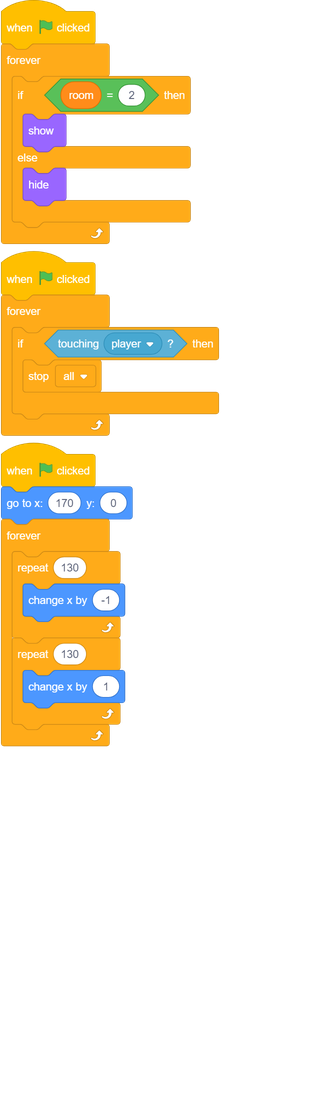 when clicked
forever
if room = 2 then
show
else
hide
when clicked
forever
if touching player ? then
stop all
when clicked
go to x: 170 y: 0
forever
repeat 130
change x by -1
repeat 130
change x by 1